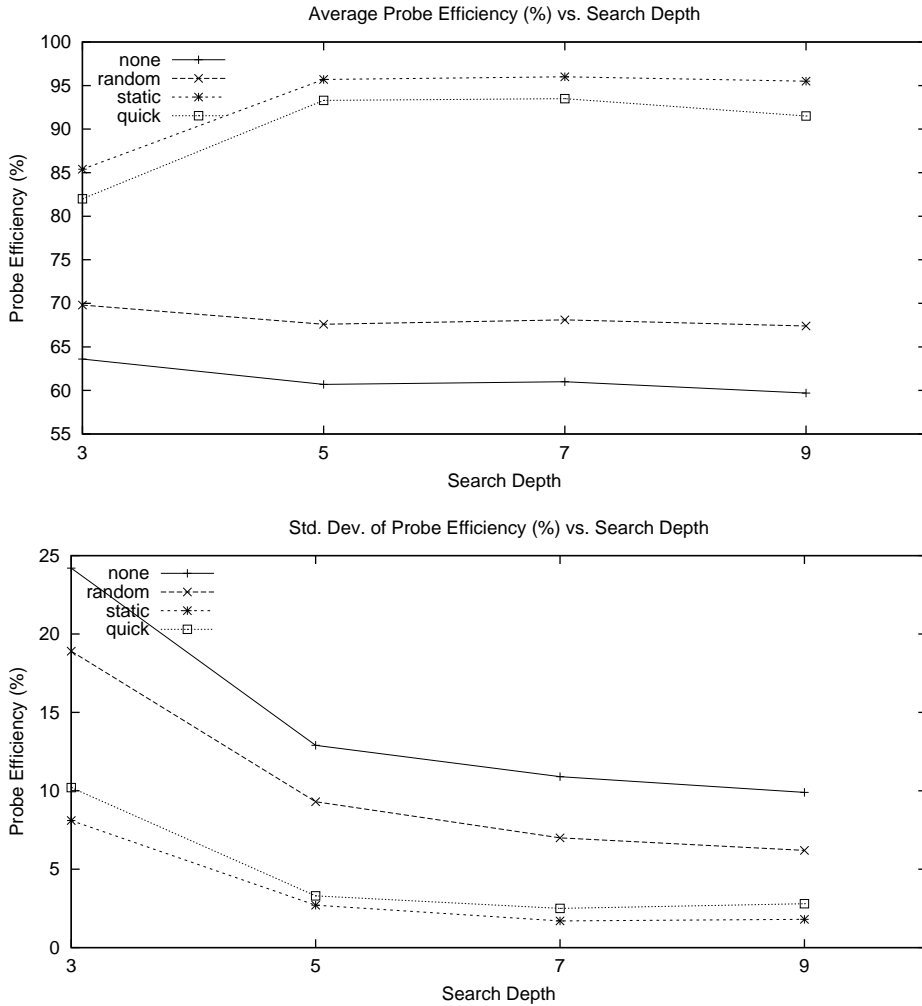 Average Probe Efficiency (%) vs. Search Depth
100
95
90
85
80
75
70
65
60
55
Probe Efficiency (%)
none
random
static
quick
3
5
7
9
Search Depth
Std. Dev. of Probe Efficiency (%) vs. Search Depth
25
20
15
10
5
0
Probe Efficiency (%)
none
random
static
quick
3
5
7
9
Search Depth